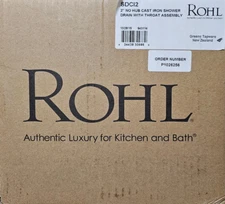 SDCI2
2" NO HUB CAST IRON SHOWER
DRAIN WITH THROAT ASSEMBLY
ROHL
ORDER NUMBER
ROHL
Authentic Luxury for Kitchen and Bath®